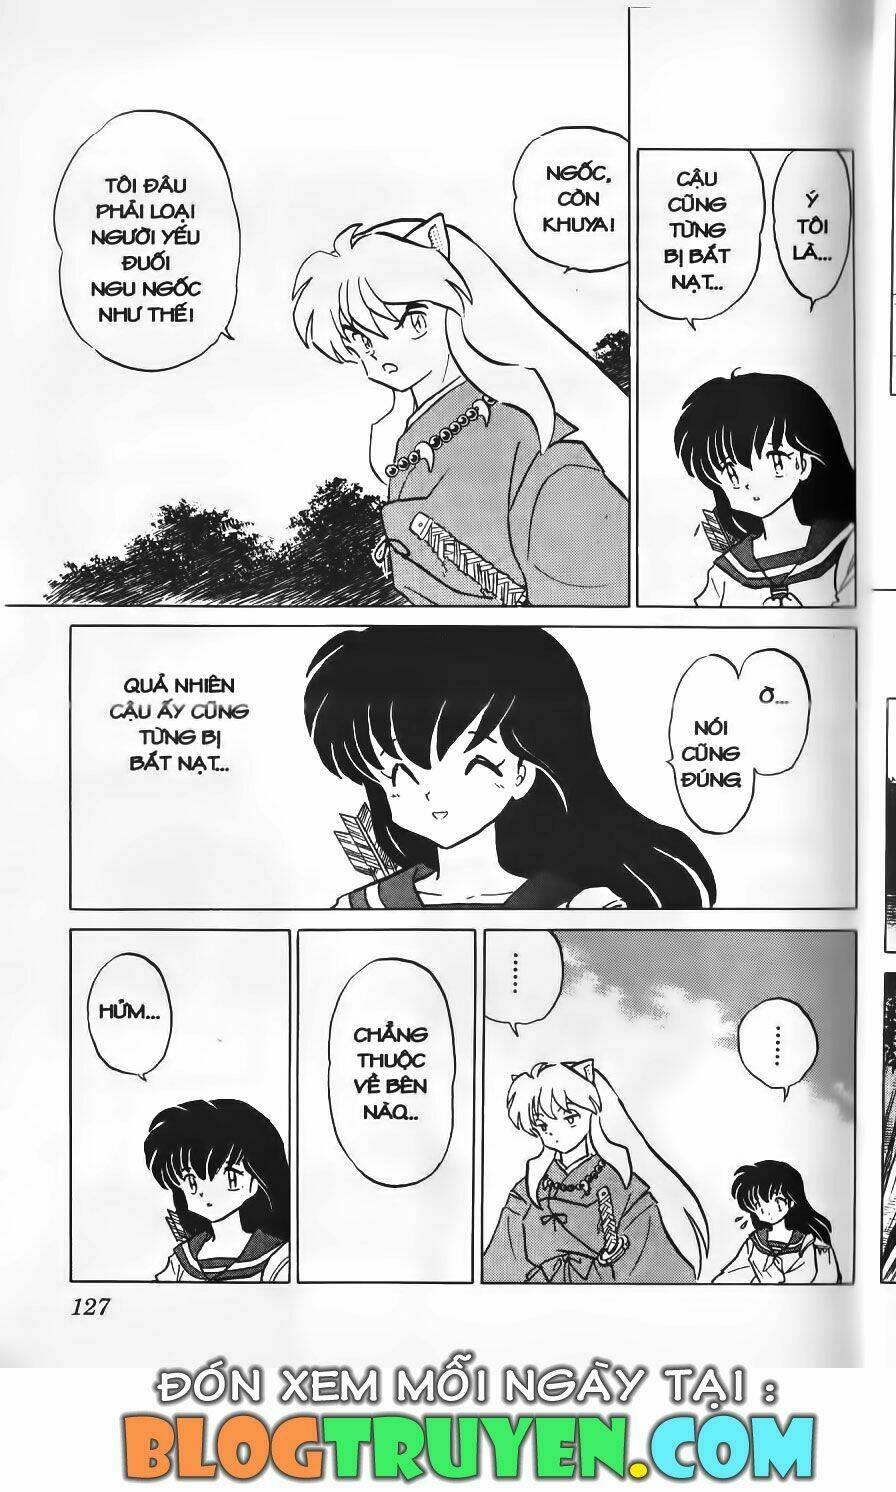 Ý
TÔI
LÀ...
CẬU
CŨNG
TỪNG
BỊ BẮT
NẠT...
NGỐC,
CÒN
KHUYA!
TÔI ĐÂU
PHẢI LOẠI
NGƯỜI YẾU
ĐUỐI
NGU NGỐC
NHƯ THẾ!
Ờ....
NÓI
CŨNG
ĐÚNG.
QUẢ NHIÊN
CẬU ẤY CŨNG
TỪNG BỊ
BẮT NẠT...
.......
.......
CHẲNG
THUỘC
VỀ BÊN
NÀO...
HỬM...
127
ĐÓN XEM MỖI NGÀY TẠI :
BLOGTRUYEN.COM